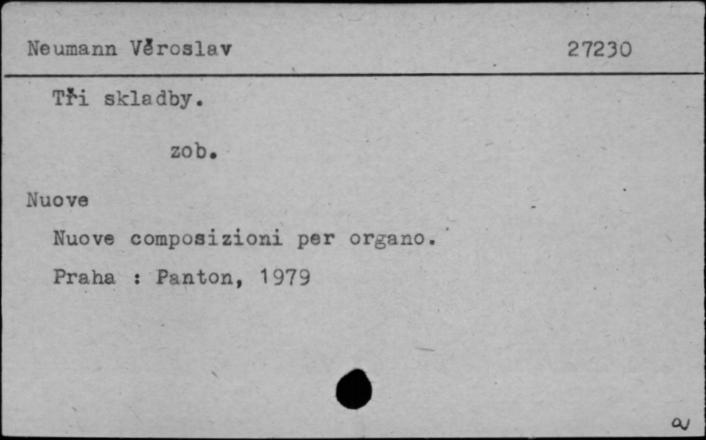 Neumann Věroslav 27230
Tři skladby.
zob.
Nuove
Nuove composizioni per organo.
Praha : Panton, 1979